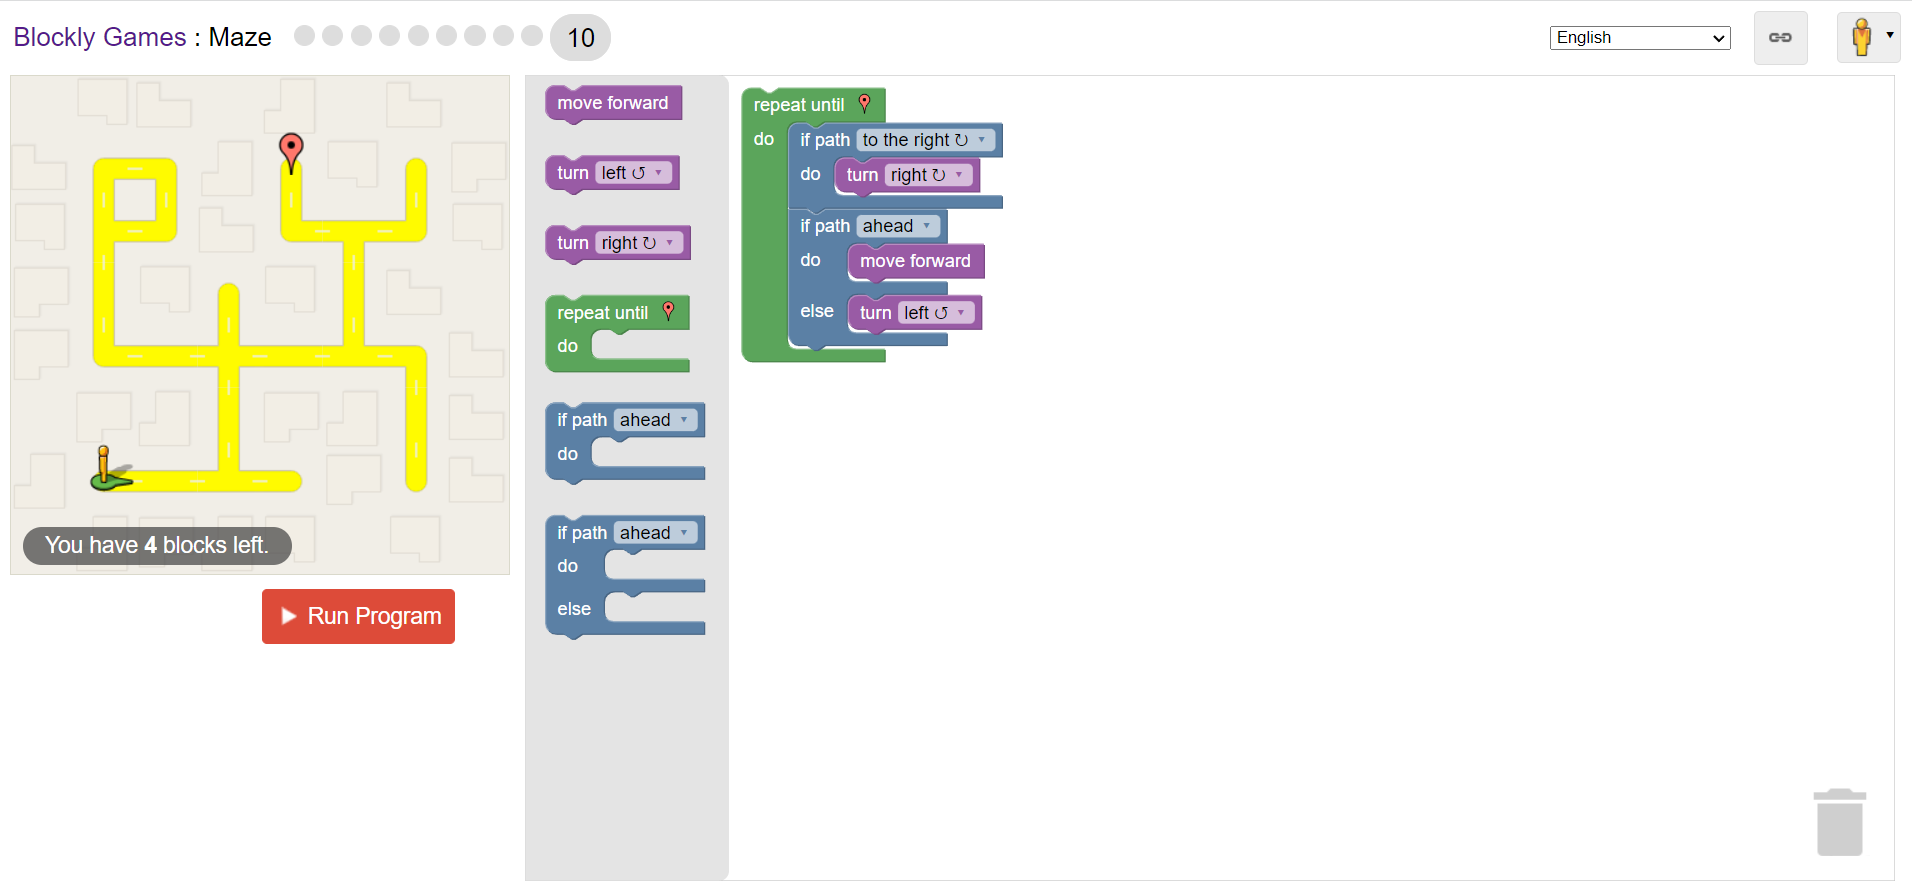 Blockly Games : Maze 10
English
You have 4 blocks left.
Run Program
move forward
turn left ↺ ▾
turn right ↻ ▾
repeat until
do
if path ahead ▾
do
if path ahead ▾
do
else
repeat until
do
if path to the right ↻ ▾
do turn right ↻ ▾
if path ahead ▾
do move forward
else turn left ↺ ▾